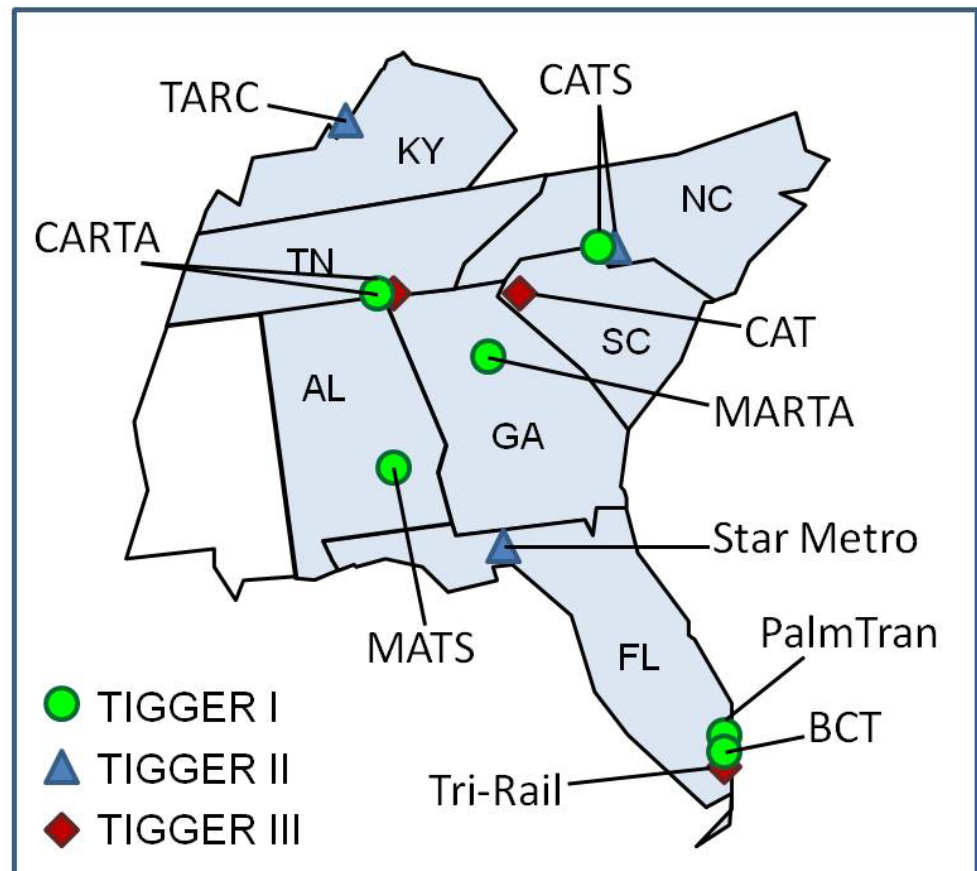 CATS
TARC
KY
NC
CARTA
TN
CAT
SC
AL
MARTA
GA
Star Metro
MATS
PalmTran
FL
TIGGER I
BCT
TIGGER II
Tri-Rail
TIGGER III